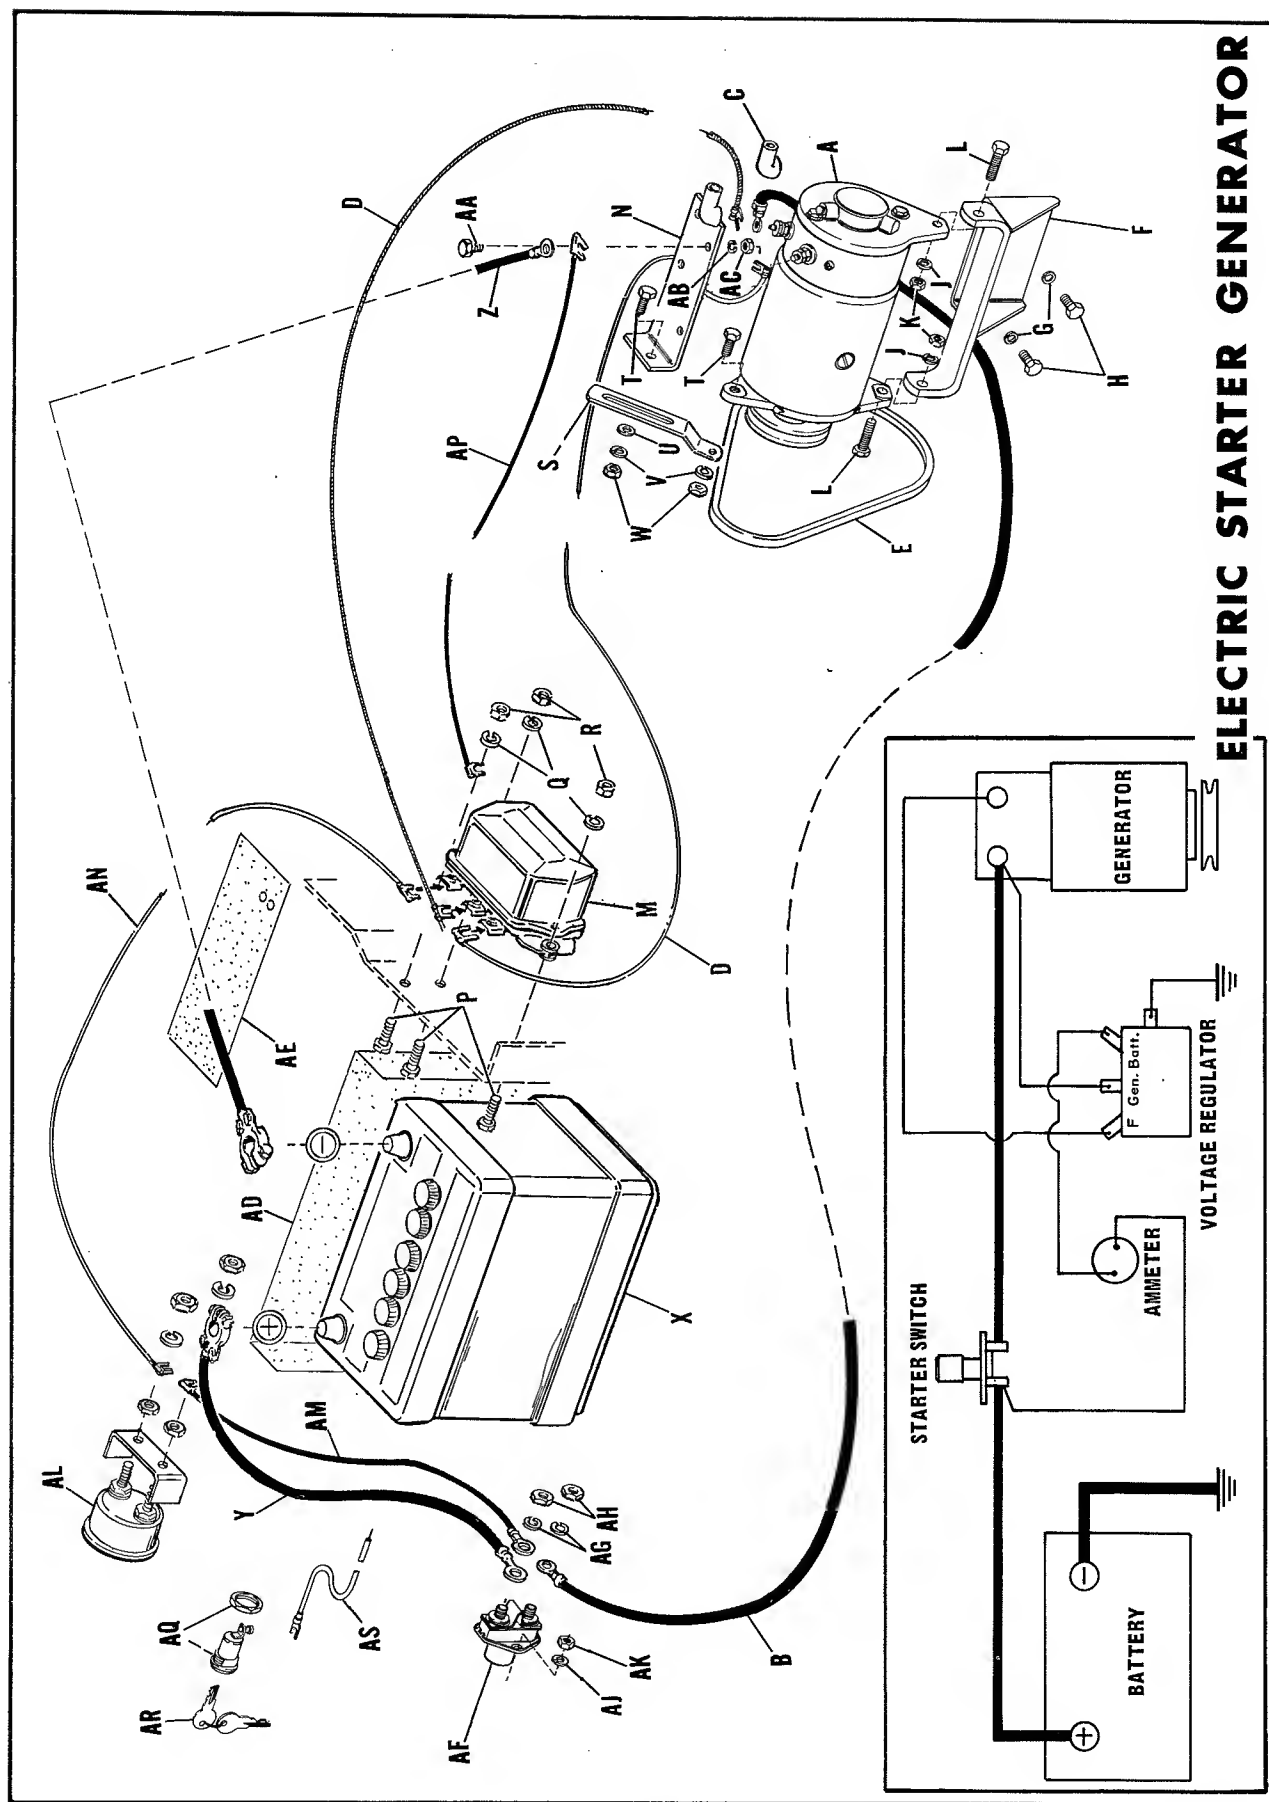 ELECTRIC STARTER GENERATOR
AR
AQ
AL
AS
Y
AM
AN
AD
AE
AF
AJ
AK
AG
AH
B
X
P
D
M
Q
R
D
AP
Z
AA
S
T
N
AB
AC
C
A
T
U
V
W
L
E
K
J
J
L
F
G
H
BATTERY
+
−
STARTER SWITCH
AMMETER
VOLTAGE REGULATOR
F Gen. Batt.
GENERATOR